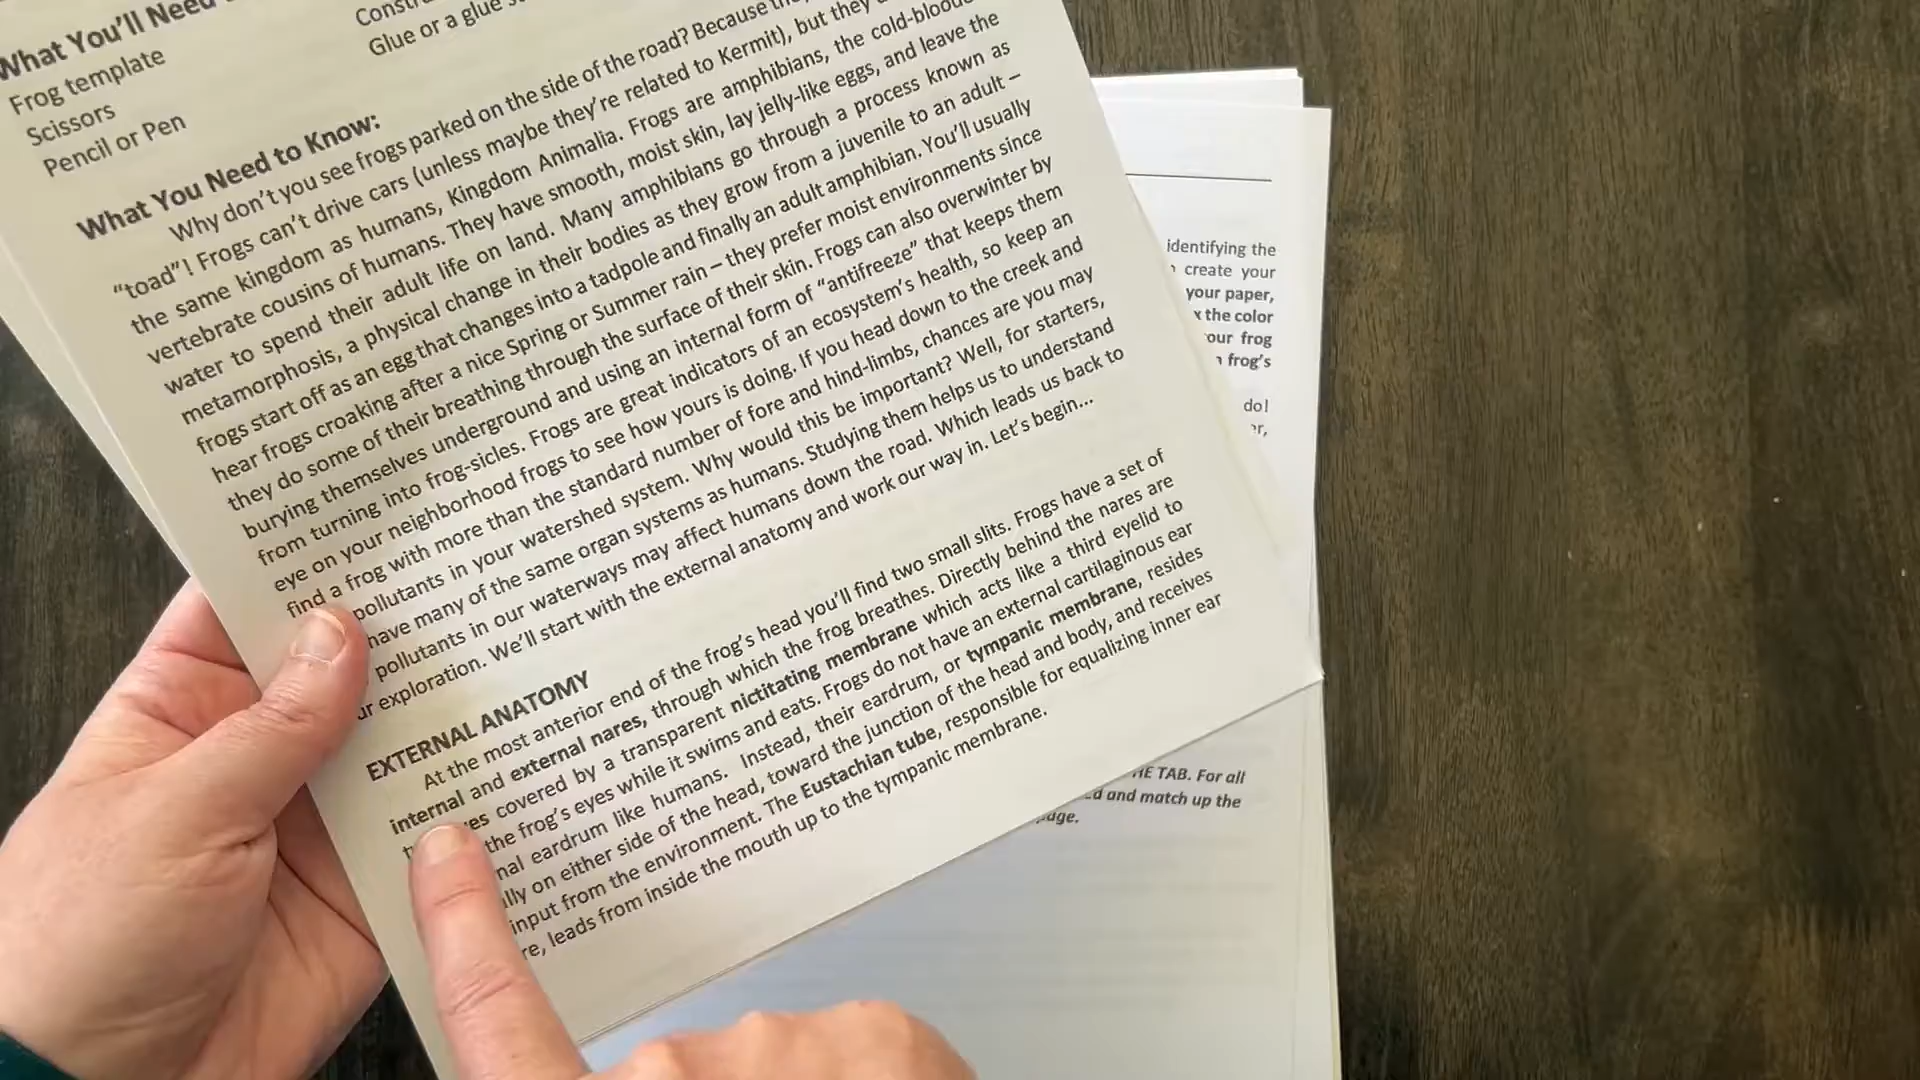 What You'll Need
Frog template
Scissors
Pencil or Pen
Glue or a glue
What You Need to Know:
Why don't you see frogs parked on the side of the road? Because
"toad"! Frogs can't drive cars (unless maybe they're related to Kermit), but they
the same kingdom as humans, Kingdom Animalia. Frogs are amphibians, the cold-blooded
vertebrate cousins of humans. They have smooth, moist skin, lay jelly-like eggs, and leave the
water to spend their adult life on land. Many amphibians go through a process known as
metamorphosis, a physical change in their bodies as they grow from a juvenile to an adult –
frogs start off as an egg that changes into a tadpole and finally an adult amphibian. You'll usually
hear frogs croaking after a nice Spring or Summer rain – they prefer moist environments since
they do some of their breathing through the surface of their skin. Frogs can also overwinter by
burying themselves underground and using an internal form of "antifreeze" that keeps them
from turning into frog-sicles. Frogs are great indicators of an ecosystem's health, so keep an
eye on your neighborhood frogs to see how yours is doing. If you head down to the creek and
find a frog with more than the standard number of fore and hind-limbs, chances are you may
pollutants in your watershed system. Why would this be important? Well, for starters,
have many of the same organ systems as humans. Studying them helps us to understand
pollutants in our waterways may affect humans down the road. Which leads us back to
ur exploration. We'll start with the external anatomy and work our way in. Let's begin...
EXTERNAL ANATOMY
At the most anterior end of the frog's head you'll find two small slits. Frogs have a set of
internal and external nares, through which the frog breathes. Directly behind the nares are
yes covered by a transparent nictitating membrane which acts like a third eyelid to
the frog's eyes while it swims and eats. Frogs do not have an external cartilaginous ear
nal eardrum like humans. Instead, their eardrum, or tympanic membrane, resides
lly on either side of the head, toward the junction of the head and body, and receives
input from the environment. The Eustachian tube, responsible for equalizing inner ear
re, leads from inside the mouth up to the tympanic membrane.
identifying the
create your
your paper,
the color
our frog
frog's
do!
er,
HE TAB. For all
and match up the